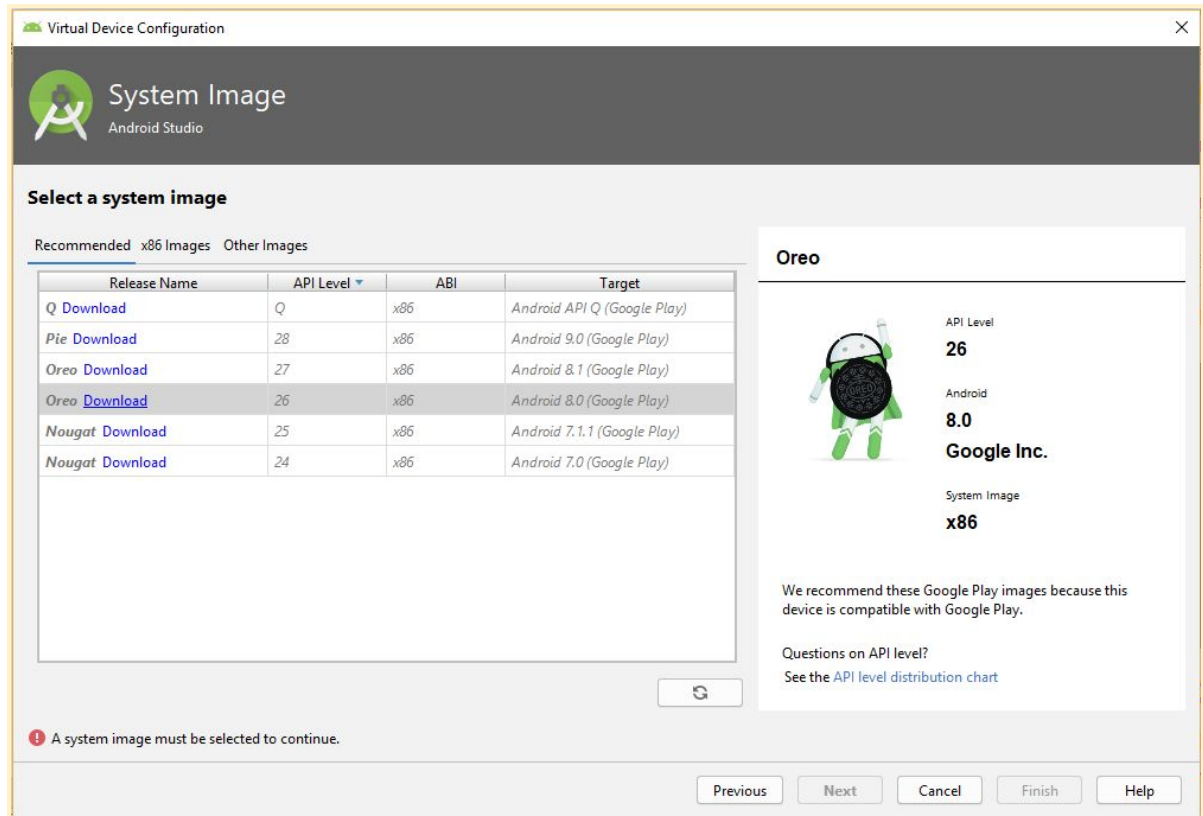 Virtual Device Configuration
System Image
Android Studio
Select a system image
Recommended x86 Images Other Images
Release Name API Level ABI Target
Q Download Q x86 Android API Q (Google Play)
Pie Download 28 x86 Android 9.0 (Google Play)
Oreo Download 27 x86 Android 8.1 (Google Play)
Oreo Download 26 x86 Android 8.0 (Google Play)
Nougat Download 25 x86 Android 7.1.1 (Google Play)
Nougat Download 24 x86 Android 7.0 (Google Play)
Oreo
OREO
API Level
26
Android
8.0
Google Inc.
System Image
x86
We recommend these Google Play images because this
device is compatible with Google Play.
Questions on API level?
See the API level distribution chart
A system image must be selected to continue.
Previous Next Cancel Finish Help